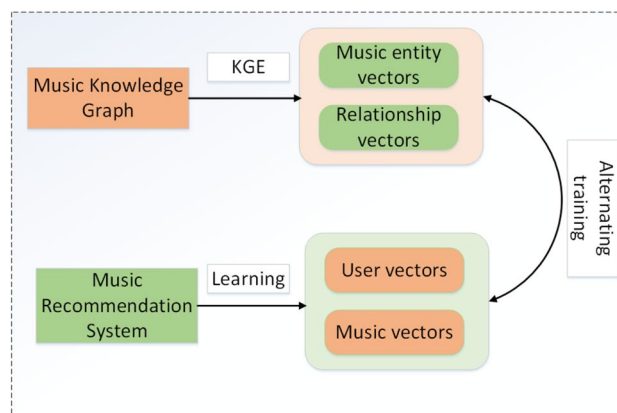 Music Knowledge
Graph
KGE
Music entity
vectors
Relationship
vectors
Alternating
training
Music
Recommendation
System
Learning
User vectors
Music vectors